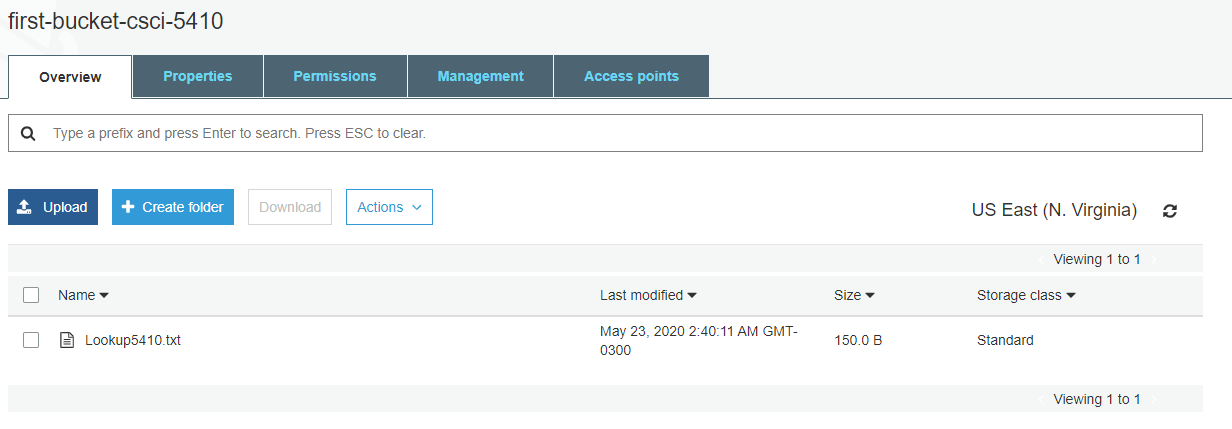 first-bucket-csci-5410
Overview Properties Permissions Management Access points
Type a prefix and press Enter to search. Press ESC to clear.
Upload Create folder Download Actions
US East (N. Virginia)
Viewing 1 to 1
Name Last modified Size Storage class
Lookup5410.txt May 23, 2020 2:40:11 AM GMT-
0300 150.0 B Standard
Viewing 1 to 1